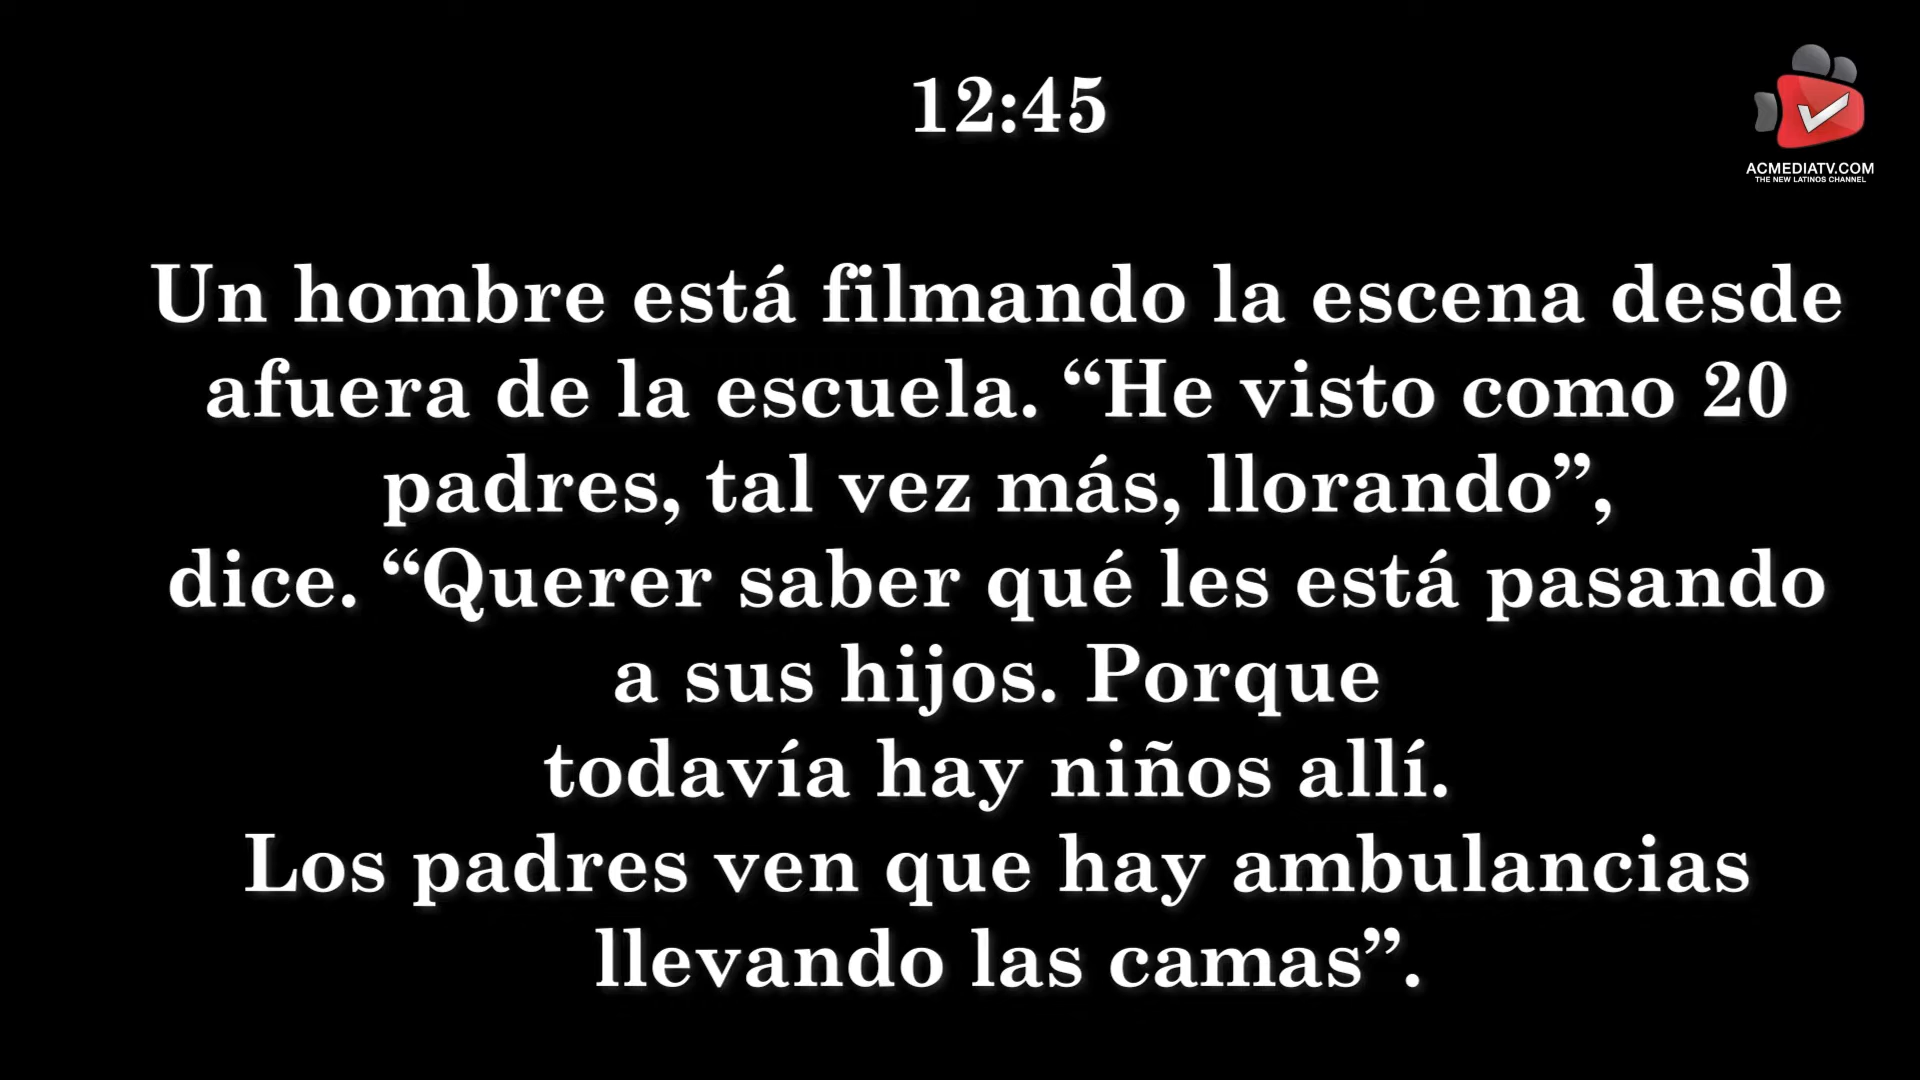 12:45
ACMEDIATV.COM
THE NEW LATINOS CHANNEL
Un hombre está filmando la escena desde
afuera de la escuela. “He visto como 20
padres, tal vez más, llorando”,
dice. “Querer saber qué les está pasando
a sus hijos. Porque
todavía hay niños allí.
Los padres ven que hay ambulancias
llevando las camas”.